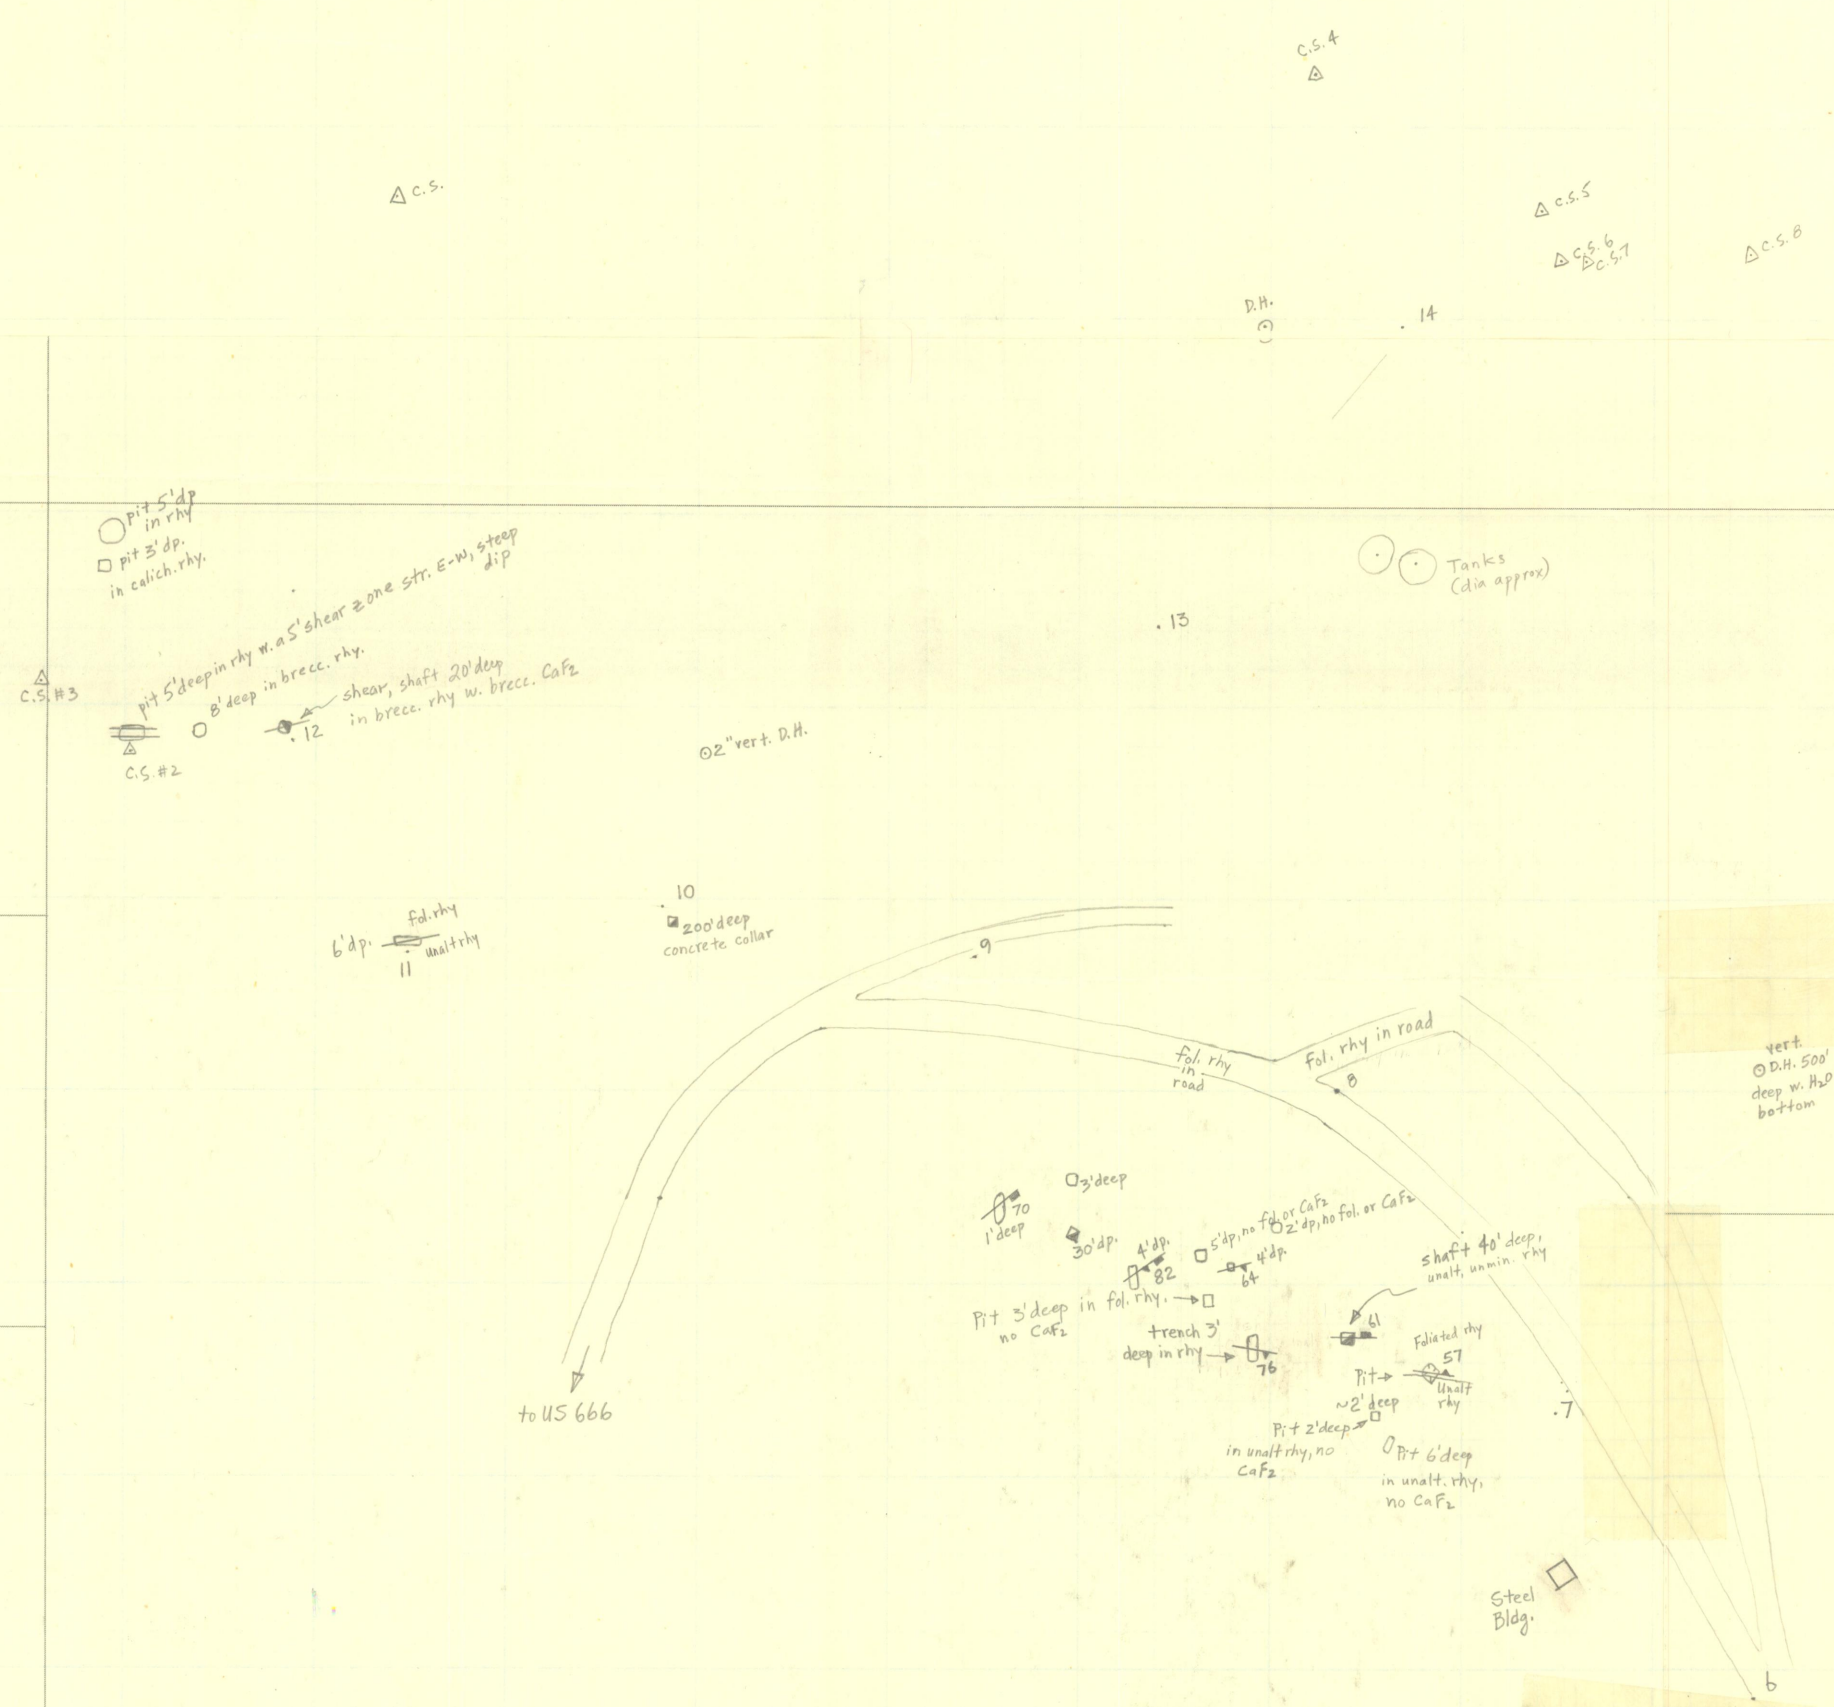 C.S. 4
C.S.
C.S. 5
C.S. 6
C.S. 7
C.S. 8
D.H.
14
pit 5'dp
in rhy
pit 3'dp.
in calich. rhy.
Tanks
(dia approx)
13
pit 5'deep in rhy w. a 5' shear zone str. E-W, steep
dip
8'deep in brecc. rhy.
shear, shaft 20'deep
in brecc. rhy w. brecc. CaF2
12
C.S. #3
C.S. #2
2" vert. D.H.
10
200'deep
concrete collar
fol. rhy
6'dp.
unalt rhy
11
9
fol. rhy in road
fol. rhy
in
road
8
vert.
D.H. 500'
deep w. H2O
bottom
3'deep
70
1'deep
30'dp.
4'dp.
82
5'dp, no fol. or CaF2
2'dp, no fol. or CaF2
4'dp.
64
shaft 40'deep,
unalt, unmin. rhy
Pit 3'deep in fol. rhy.
no CaF2
trench 3'
deep in rhy
76
61
Foliated rhy
57
Pit
~2'deep
Unalt
rhy
Pit 2'deep
in unalt rhy, no
CaF2
Pit 6'deep
in unalt. rhy,
no CaF2
7
to US 666
Steel
Bldg.
6